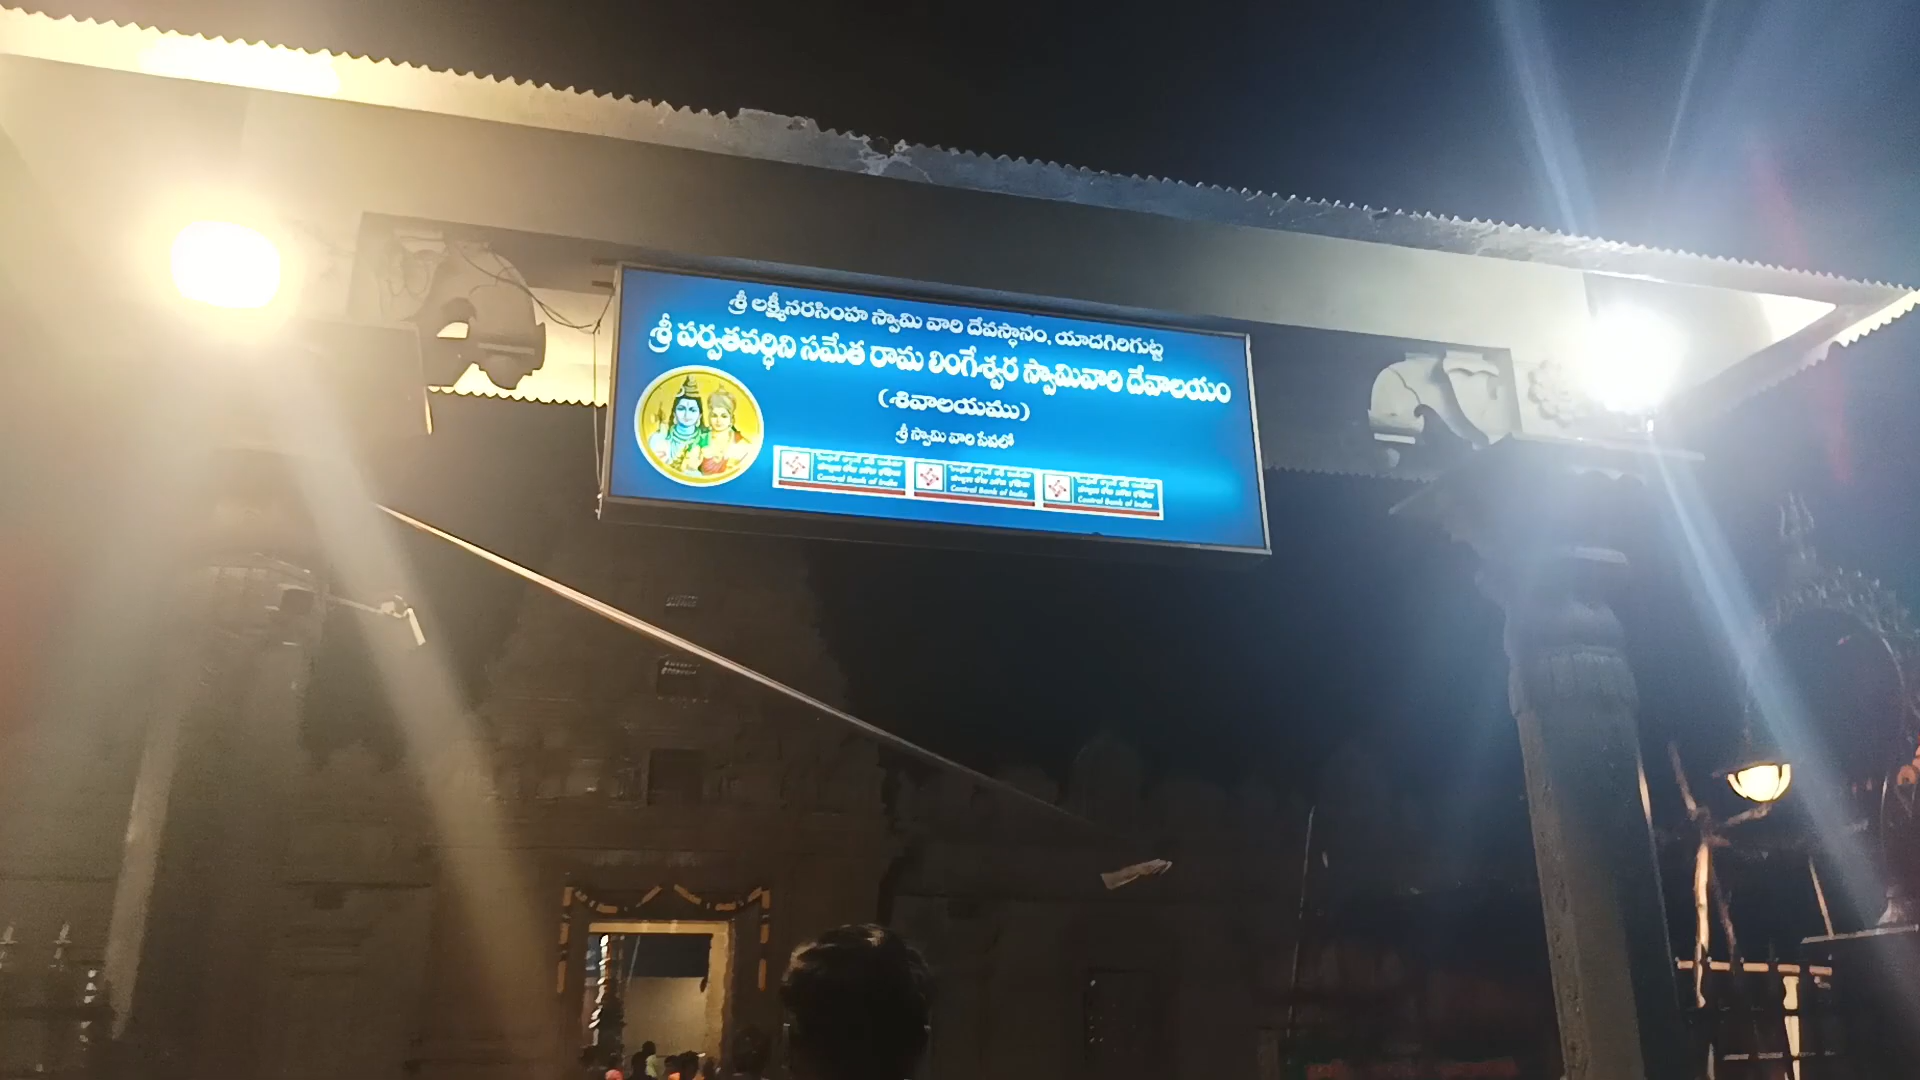 శ్రీ లక్ష్మీనరసింహ స్వామి వారి దేవస్థానం, యాదగిరిగుట్ట
శ్రీ పర్వతవర్ధిని సమేత రామ లింగేశ్వర స్వామివారి దేవాలయం
(శివాలయము)
శ్రీ స్వామి వారి సేవలో
Central Bank of India Central Bank of India Central Bank of India